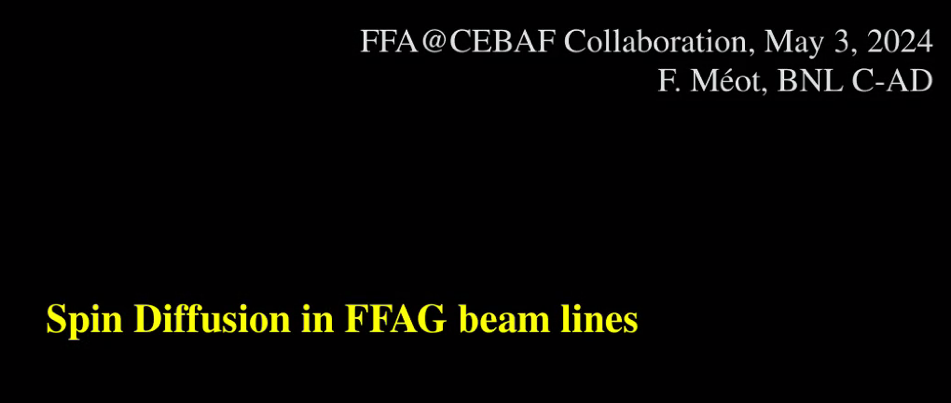 FFA@CEBAF Collaboration, May 3, 2024
F. Méot, BNL C-AD
Spin Diffusion in FFAG beam lines